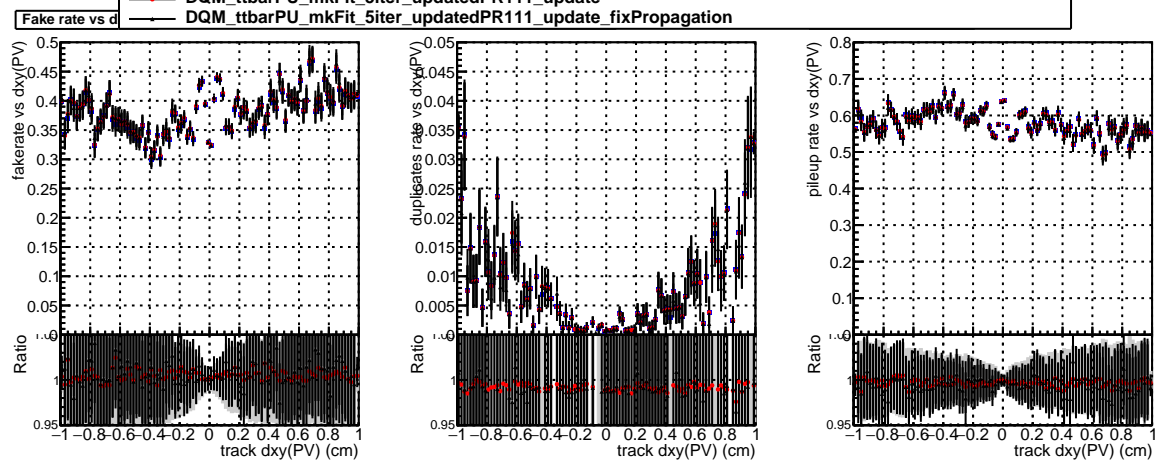 DQM_ttbarPU_mkFit_5iter_updatedPR111_update
DQM_ttbarPU_mkFit_5iter_updatedPR111_update_fixPropagation
Fake rate vs d
fakerate vs dxy(PV)
0.5
0.45
0.4
0.35
0.3
0.25
0.2
0.15
0.1
0.05
0
Ratio
1
0.95
−1 −0.8 −0.6 −0.4 −0.2 0 0.2 0.4 0.6 0.8 1
track dxy(PV) (cm)
duplicates rate vs dxy(PV)
0.05
0.045
0.04
0.035
0.03
0.025
0.02
0.015
0.01
0.005
0
Ratio
1
0.95
−1 −0.8 −0.6 −0.4 −0.2 0 0.2 0.4 0.6 0.8 1
track dxy(PV) (cm)
pileup rate vs dxy(PV)
0.8
0.7
0.6
0.5
0.4
0.3
0.2
0.1
0
Ratio
1
0.95
−1 −0.8 −0.6 −0.4 −0.2 0 0.2 0.4 0.6 0.8 1
track dxy(PV) (cm)